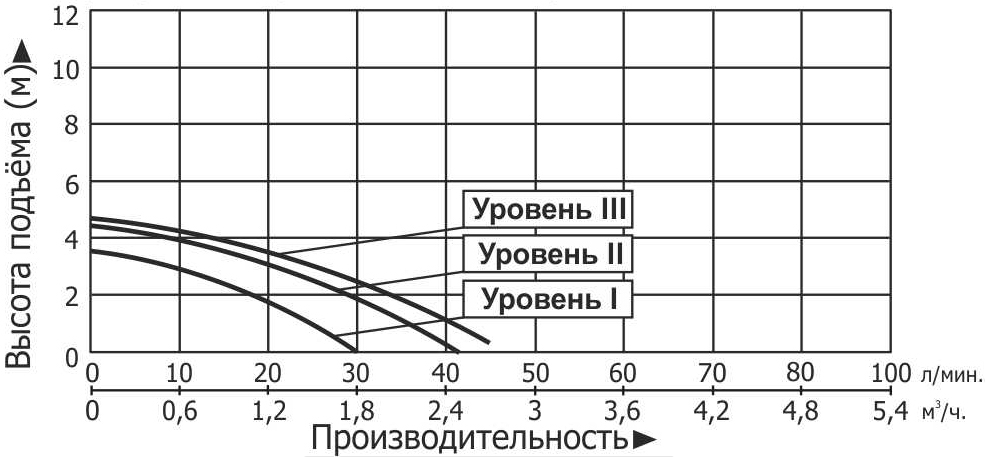 12
10
8
6
4
2
0
Высота подъёма (м)
Уровень III
Уровень II
Уровень I
0 10 20 30 40 50 60 70 80 100 л/мин.
0 0,6 1,2 1,8 2,4 3 3,6 4,2 4,8 5,4 м³/ч.
Производительность